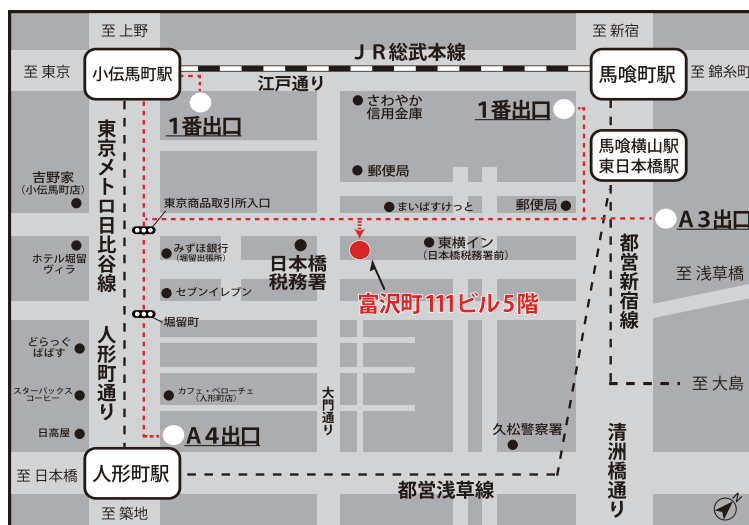 至 上野
至 新宿
JR総武本線
至 東京
小伝馬町駅
馬喰町駅
至 錦糸町
江戸通り
さわやか
信用金庫
1番出口
1番出口
東京メトロ日比谷線
馬喰横山駅
東日本橋駅
郵便局
吉野家
(小伝馬町店)
東京商品取引所入口
まいばすけっと
郵便局
A3出口
みずほ銀行
(堀留出張所)
日本橋
税務署
東横イン
(日本橋税務署前)
ホテル堀留
ヴィラ
都営新宿線
至 浅草橋
セブンイレブン
富沢町111ビル5階
堀留町
人形町通り
どらっぐ
ぱぱす
スターバックス
コーヒー
カフェ・ベローチェ
(人形町店)
大門通り
至 大島
日高屋
A4出口
久松警察署
清洲橋通り
至 日本橋
人形町駅
都営浅草線
至 築地
N